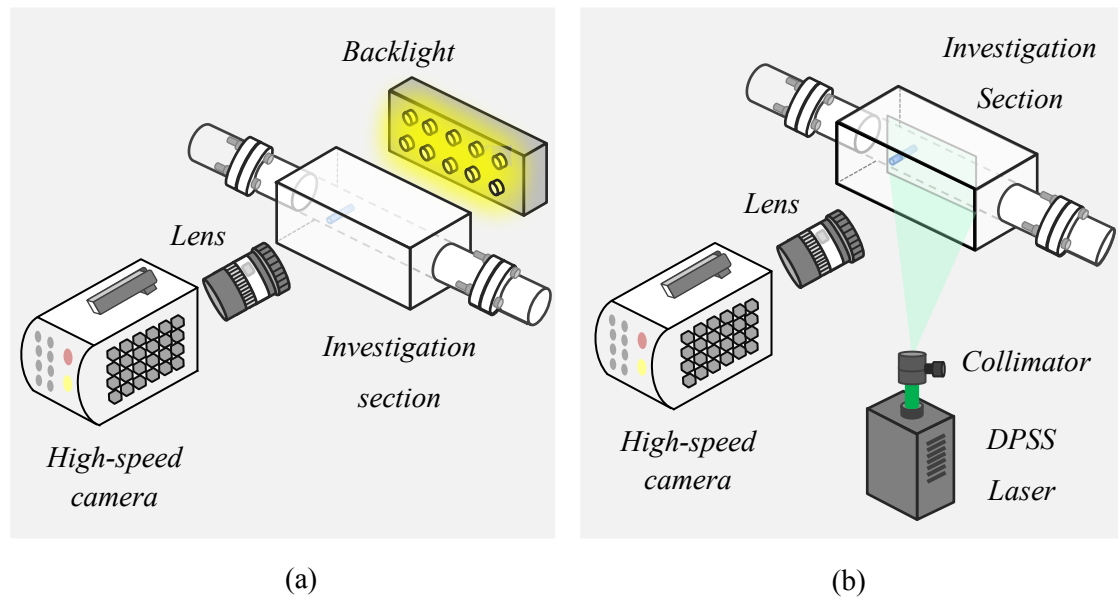 Backlight
Lens
Investigation
section
High-speed
camera
(a)
Investigation
Section
Lens
Collimator
High-speed
camera
DPSS
Laser
(b)